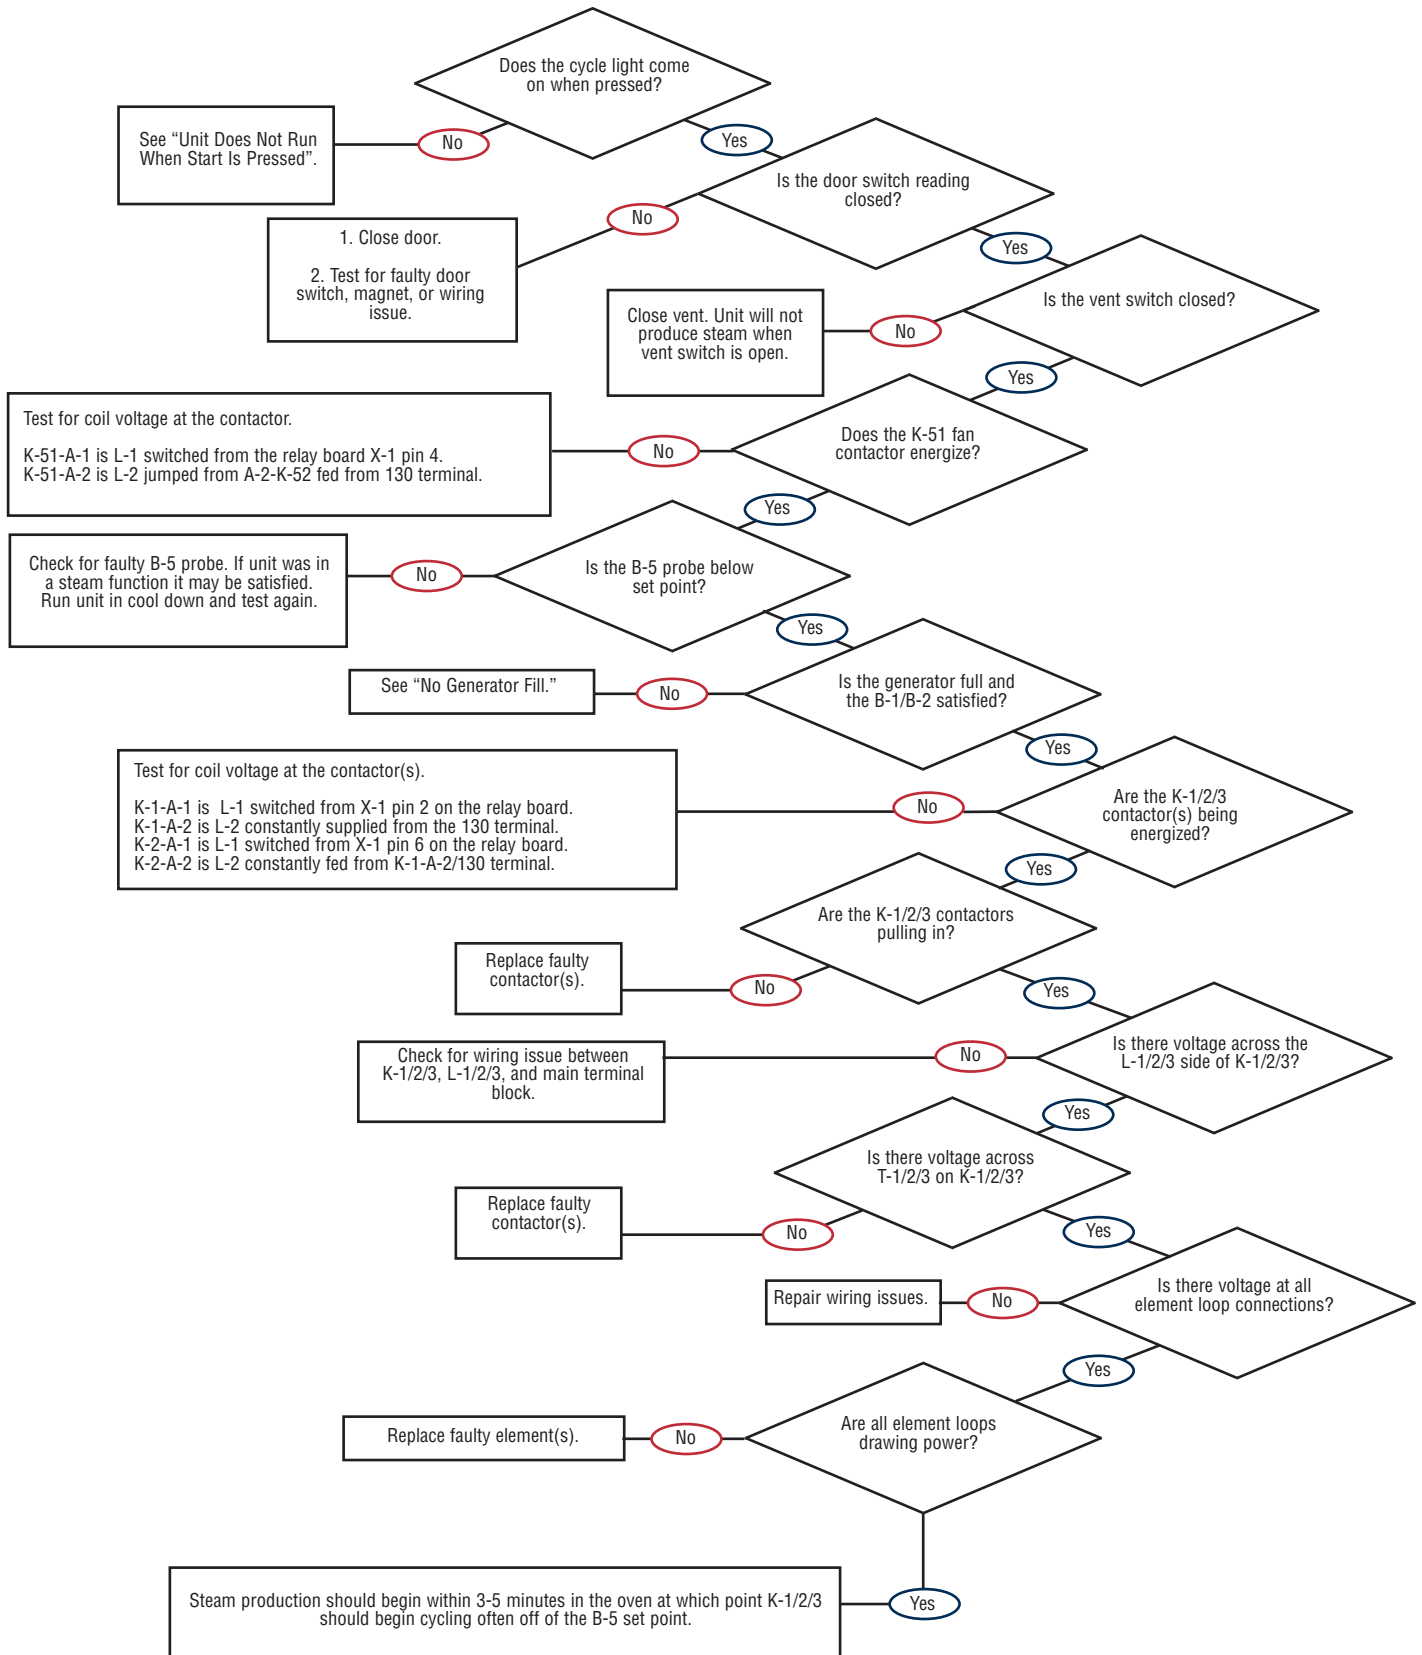 Does the cycle light come
on when pressed?
See “Unit Does Not Run
When Start Is Pressed”.
No
Yes
Is the door switch reading
closed?
No
1. Close door.
2. Test for faulty door
switch, magnet, or wiring
issue.
Yes
Is the vent switch closed?
Close vent. Unit will not
produce steam when
vent switch is open.
No
Yes
Does the K-51 fan
contactor energize?
Test for coil voltage at the contactor.
K-51-A-1 is L-1 switched from the relay board X-1 pin 4.
K-51-A-2 is L-2 jumped from A-2-K-52 fed from 130 terminal.
No
Yes
Is the B-5 probe below
set point?
Check for faulty B-5 probe. If unit was in
a steam function it may be satisfied.
Run unit in cool down and test again.
No
Yes
Is the generator full and
the B-1/B-2 satisfied?
See “No Generator Fill.”
No
Yes
Are the K-1/2/3
contactor(s) being
energized?
Test for coil voltage at the contactor(s).
K-1-A-1 is  L-1 switched from X-1 pin 2 on the relay board.
K-1-A-2 is L-2 constantly supplied from the 130 terminal.
K-2-A-1 is L-1 switched from X-1 pin 6 on the relay board.
K-2-A-2 is L-2 constantly fed from K-1-A-2/130 terminal.
No
Yes
Are the K-1/2/3 contactors
pulling in?
Replace faulty
contactor(s).
No
Yes
Is there voltage across the
L-1/2/3 side of K-1/2/3?
Check for wiring issue between
K-1/2/3, L-1/2/3, and main terminal
block.
No
Yes
Is there voltage across
T-1/2/3 on K-1/2/3?
Replace faulty
contactor(s).
No
Yes
Is there voltage at all
element loop connections?
Repair wiring issues.
No
Yes
Are all element loops
drawing power?
Replace faulty element(s).
No
Steam production should begin within 3-5 minutes in the oven at which point K-1/2/3
should begin cycling often off of the B-5 set point.
Yes